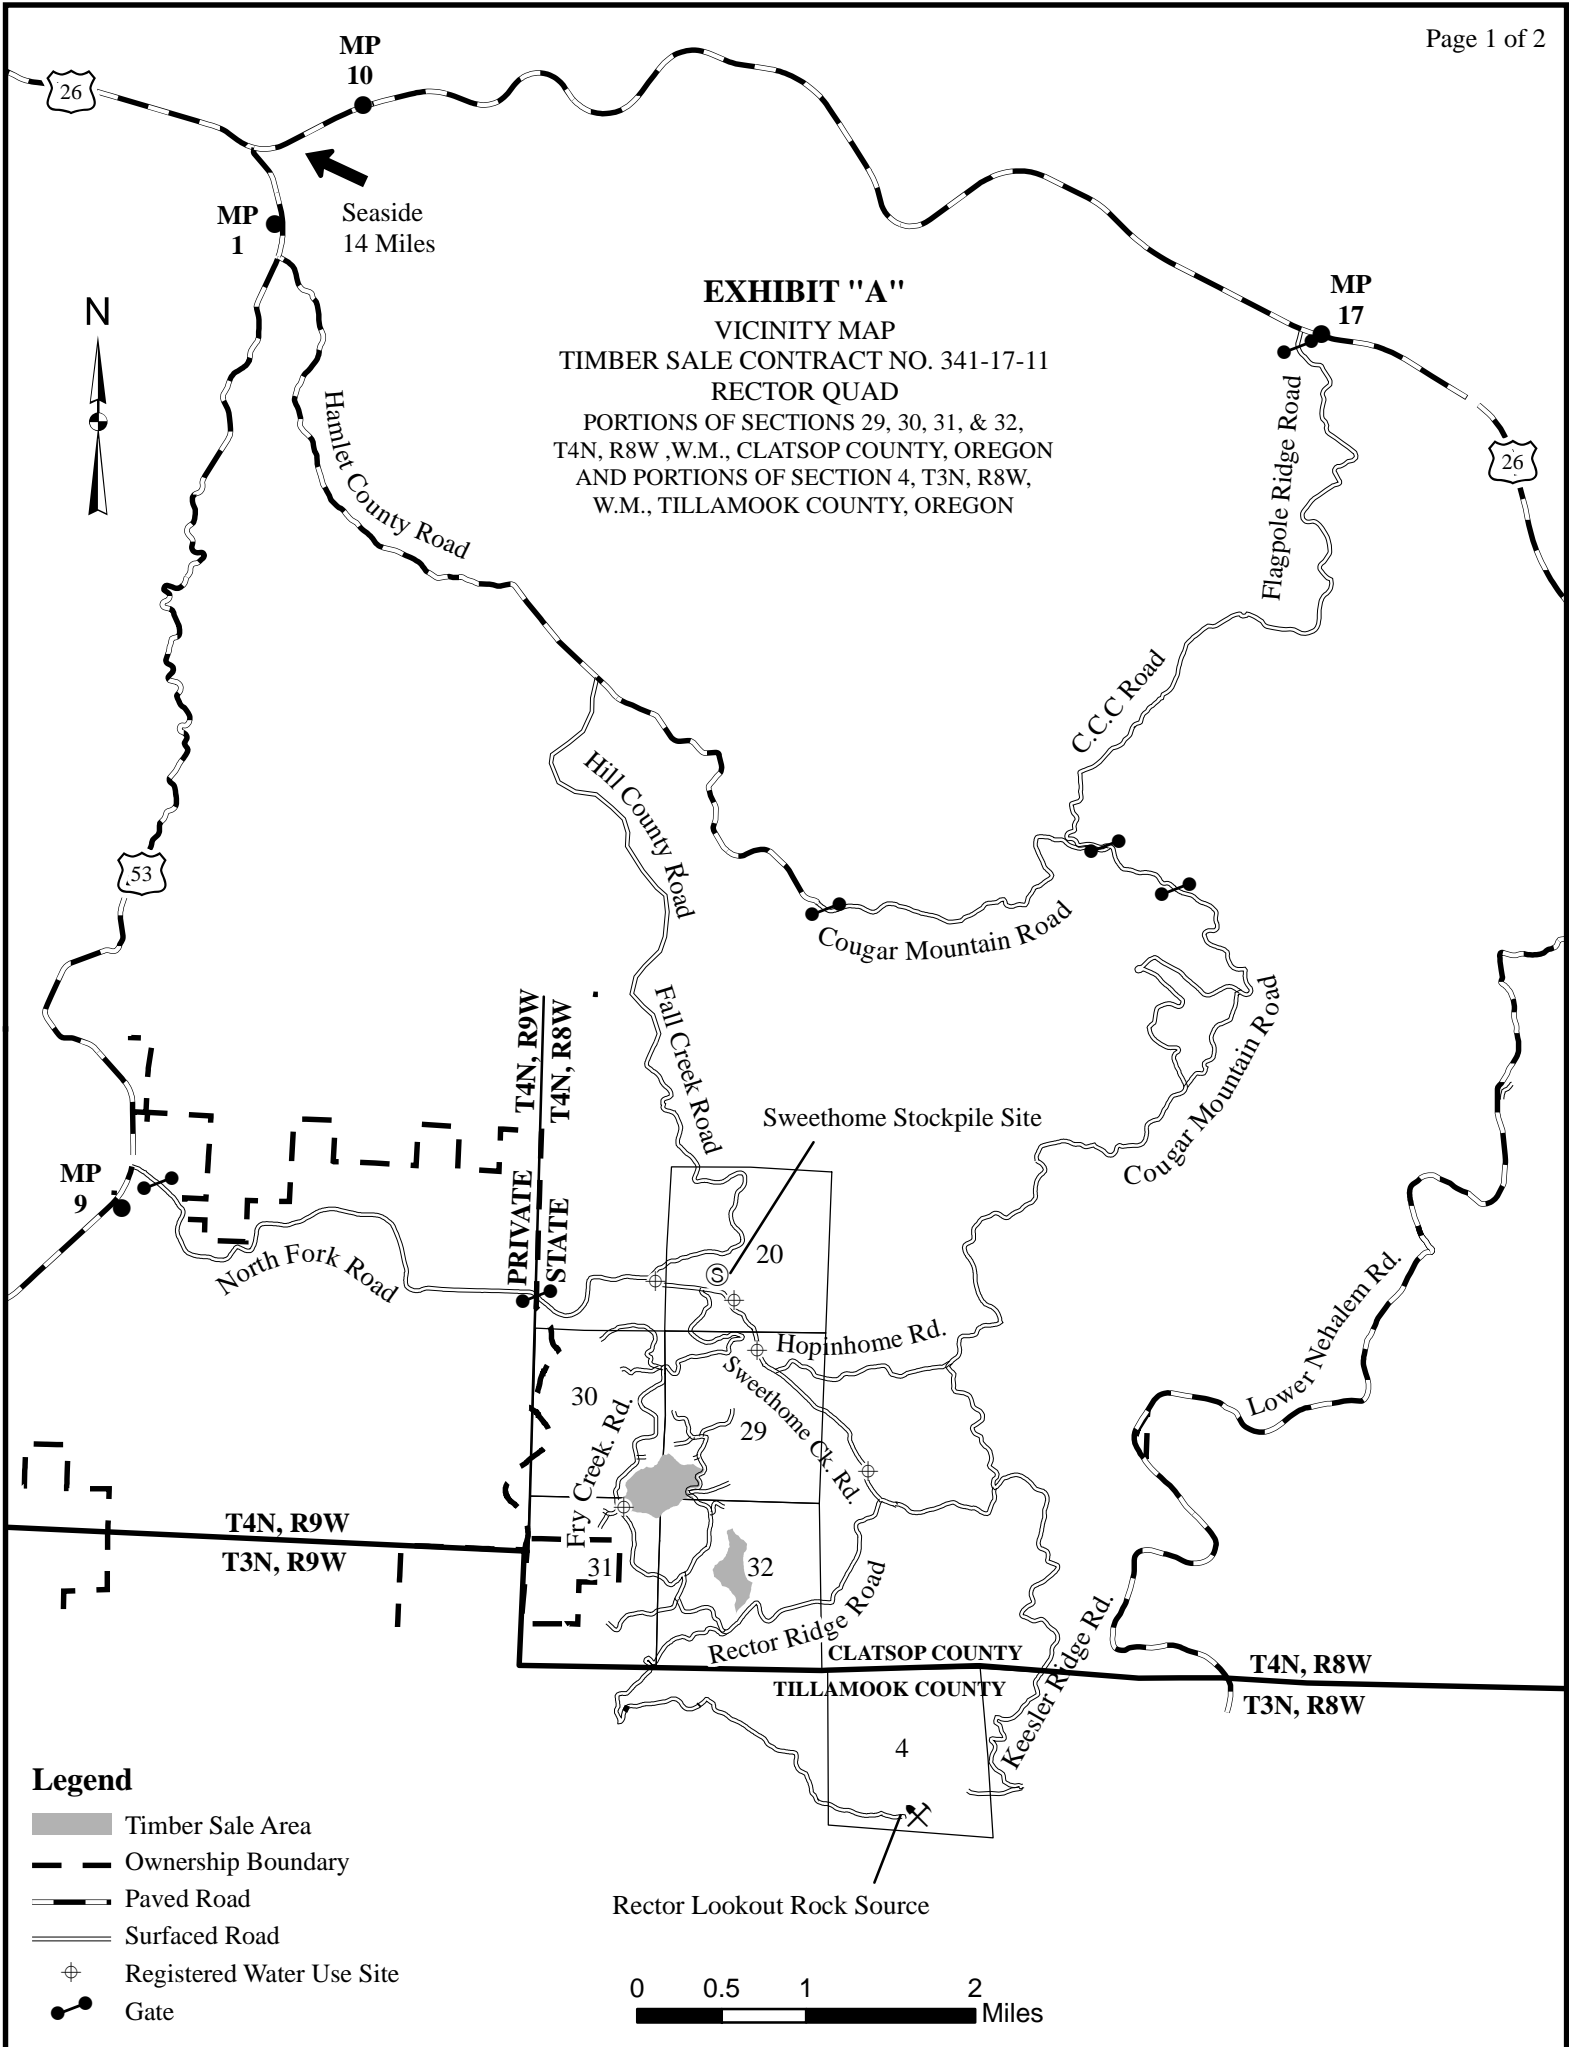 Page 1 of 2
MP
10
26
MP
1
Seaside
14 Miles
N
EXHIBIT "A"
VICINITY MAP
TIMBER SALE CONTRACT NO. 341-17-11
RECTOR QUAD
PORTIONS OF SECTIONS 29, 30, 31, & 32,
T4N, R8W ,W.M., CLATSOP COUNTY, OREGON
AND PORTIONS OF SECTION 4, T3N, R8W,
W.M., TILLAMOOK COUNTY, OREGON
MP
17
26
Hamlet County Road
Flagpole Ridge Road
C.C.C Road
Hill County Road
53
Cougar Mountain Road
Fall Creek Road
T4N, R9W
T4N, R8W
Cougar Mountain Road
Sweethome Stockpile Site
MP
9
PRIVATE
STATE
North Fork Road
S
20
Hopinhome Rd.
Lower Nehalem Rd.
30
Fry Creek. Rd.
29
Sweethome Ck. Rd.
T4N, R9W
T3N, R9W
31
32
Rector Ridge Road
Keesler Ridge Rd.
CLATSOP COUNTY
TILLAMOOK COUNTY
T4N, R8W
T3N, R8W
4
Rector Lookout Rock Source
Legend
Timber Sale Area
Ownership Boundary
Paved Road
Surfaced Road
Registered Water Use Site
Gate
0 0.5 1 2
Miles